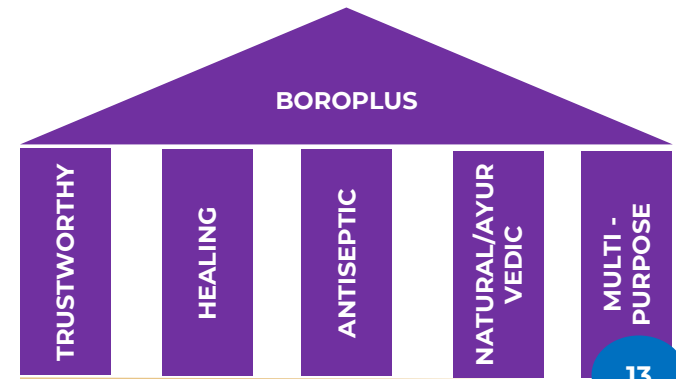 BOROPLUS
TRUSTWORTHY
HEALING
ANTISEPTIC
NATURAL/AYUR
VEDIC
MULTI -
PURPOSE
13